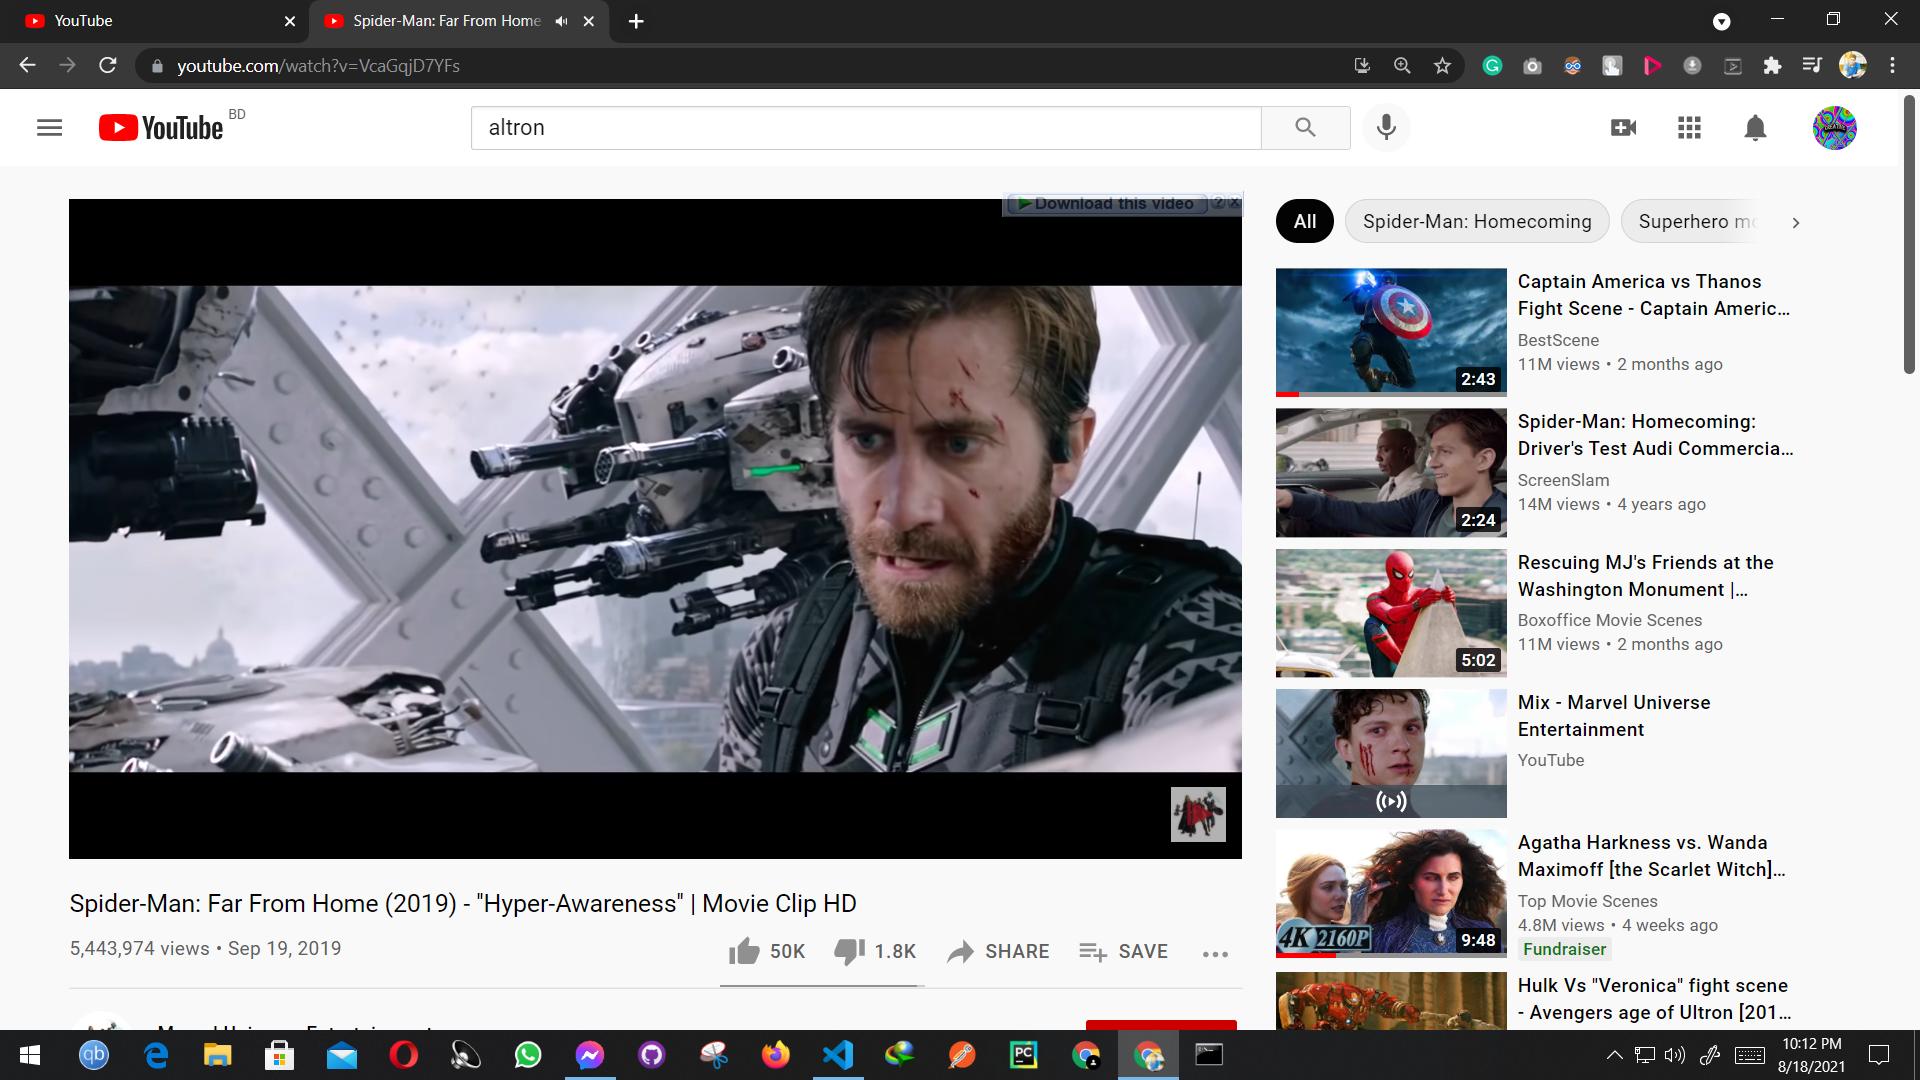 YouTube
Spider-Man: Far From Home
youtube.com/watch?v=VcaGqjD7YFs
YouTube BD
altron
Download this video
All
Spider-Man: Homecoming
Superhero
Captain America vs Thanos
Fight Scene - Captain Americ...
BestScene
11M views • 2 months ago
2:43
Spider-Man: Homecoming:
Driver's Test Audi Commercia...
ScreenSlam
14M views • 4 years ago
2:24
Rescuing MJ's Friends at the
Washington Monument |...
Boxoffice Movie Scenes
11M views • 2 months ago
5:02
Mix - Marvel Universe
Entertainment
YouTube
Agatha Harkness vs. Wanda
Maximoff [the Scarlet Witch]...
Top Movie Scenes
4.8M views • 4 weeks ago
Fundraiser
4K 2160P
9:48
Hulk Vs "Veronica" fight scene
- Avengers age of Ultron [201...
Spider-Man: Far From Home (2019) - "Hyper-Awareness" | Movie Clip HD
5,443,974 views • Sep 19, 2019
50K
1.8K
SHARE
SAVE
qb
PC
10:12 PM
8/18/2021